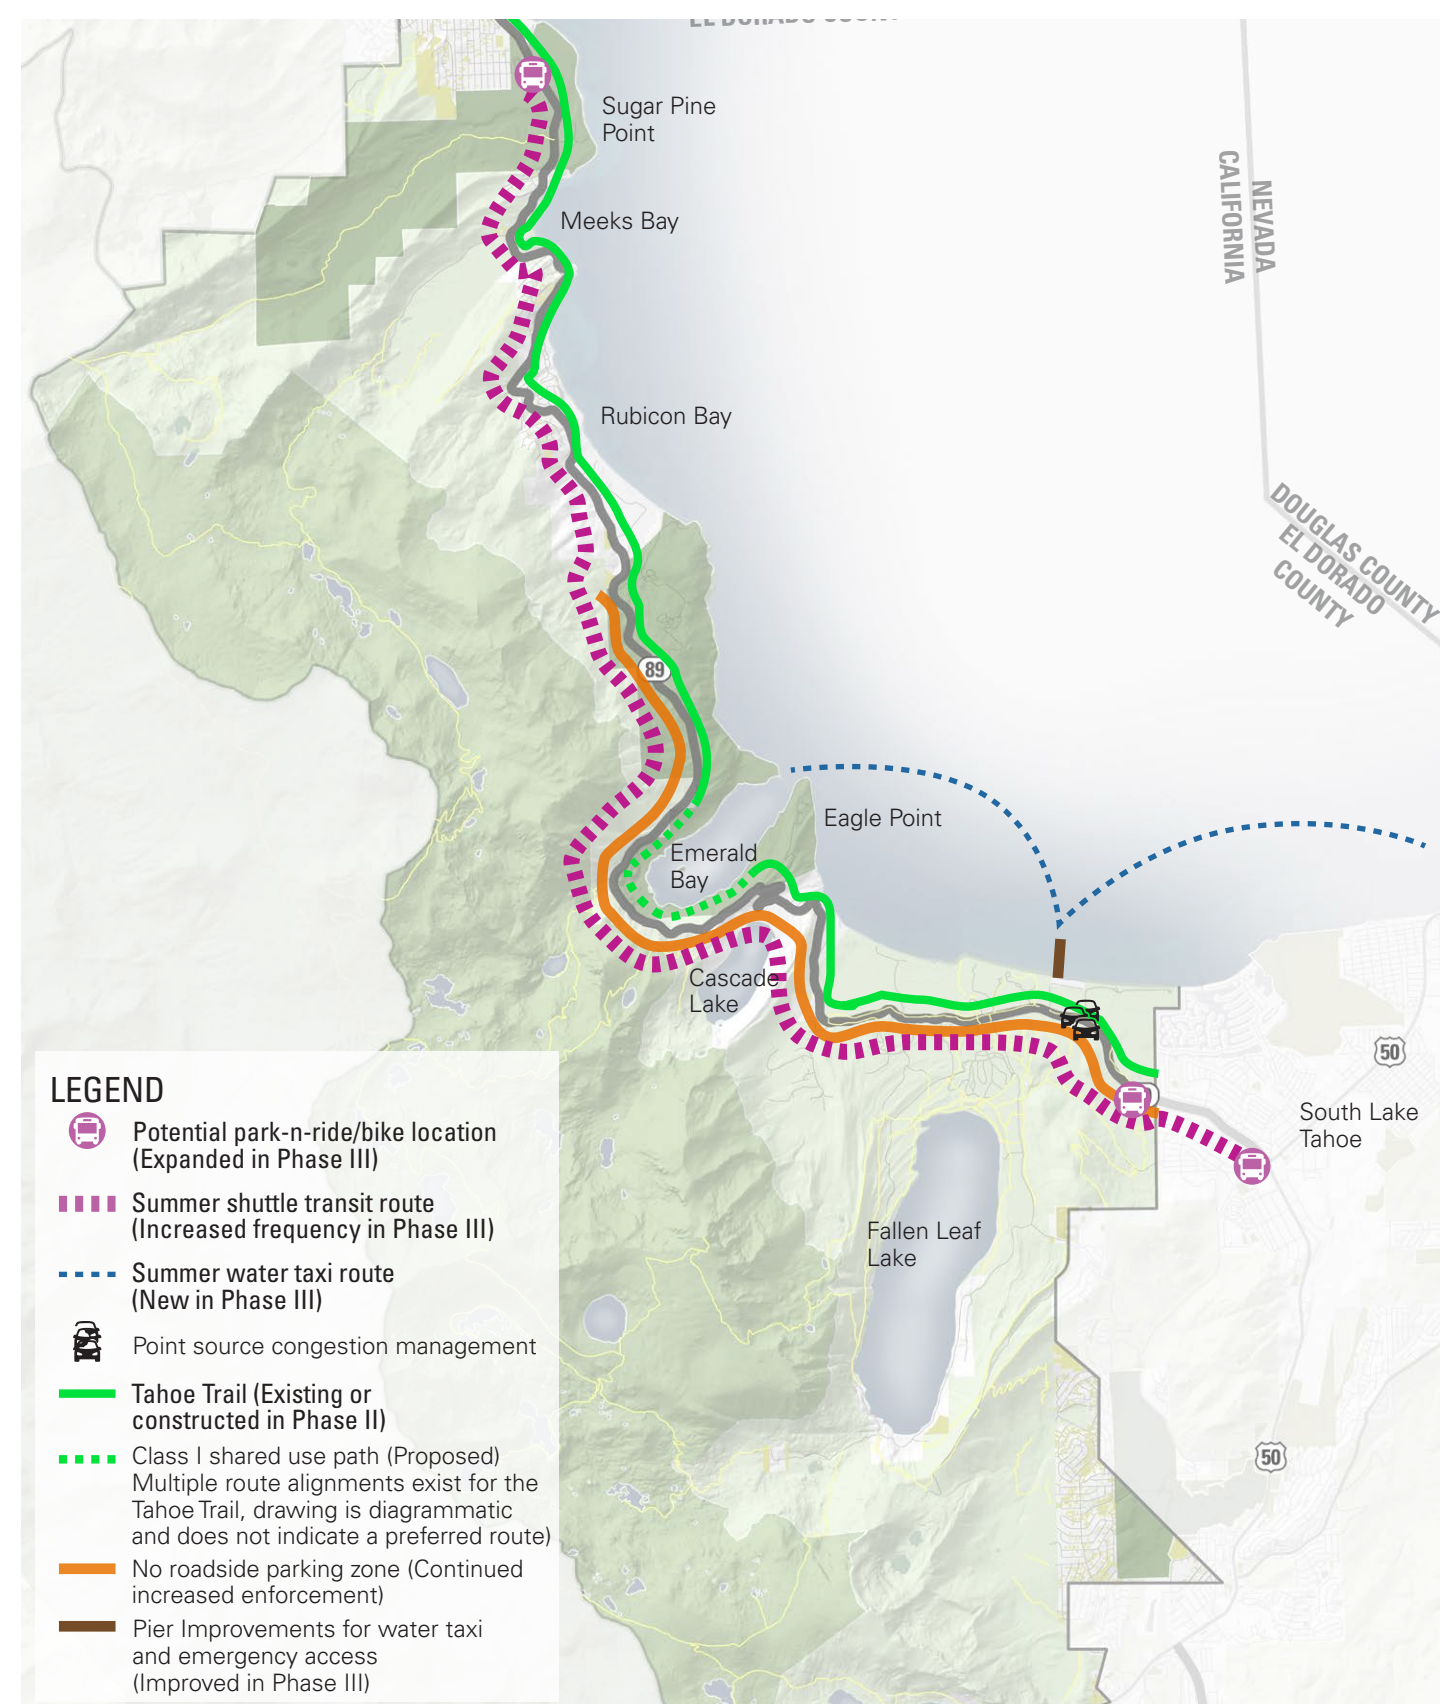 EL DORADO COUNTY
Sugar Pine
Point
Meeks Bay
NEVADA
CALIFORNIA
Rubicon Bay
DOUGLAS COUNTY
EL DORADO
COUNTY
89
Eagle Point
Emerald
Bay
Cascade
Lake
50
South Lake
Tahoe
Fallen Leaf
Lake
50
LEGEND
Potential park-n-ride/bike location
(Expanded in Phase III)
Summer shuttle transit route
(Increased frequency in Phase III)
Summer water taxi route
(New in Phase III)
Point source congestion management
Tahoe Trail (Existing or
constructed in Phase II)
Class I shared use path (Proposed)
Multiple route alignments exist for the
Tahoe Trail, drawing is diagrammatic
and does not indicate a preferred route)
No roadside parking zone (Continued
increased enforcement)
Pier Improvements for water taxi
and emergency access
(Improved in Phase III)